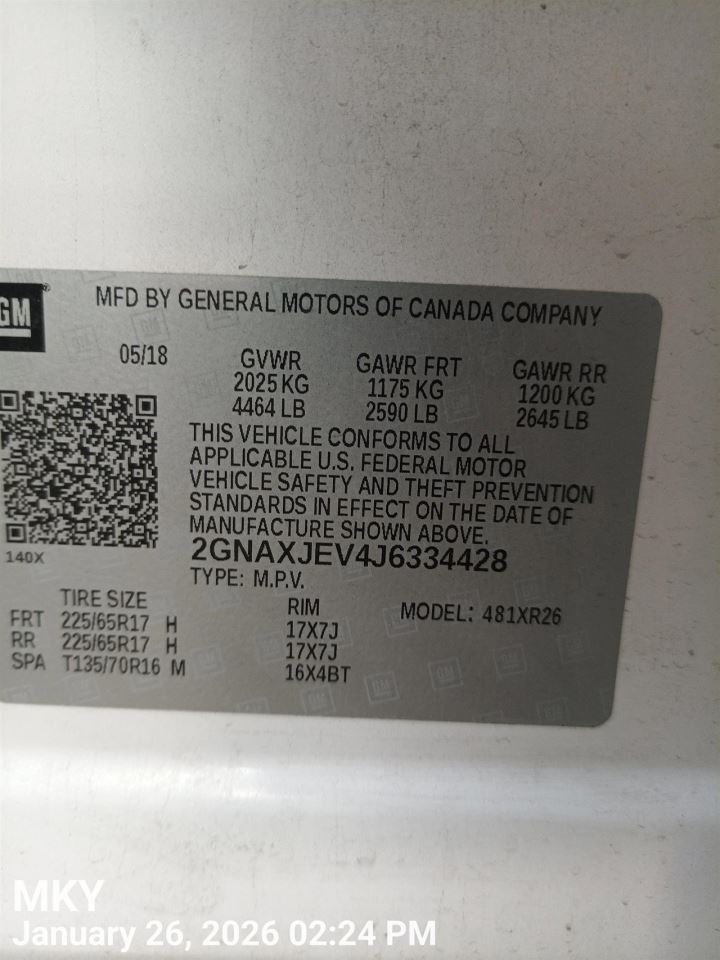 GM
MFD BY GENERAL MOTORS OF CANADA COMPANY
05/18 GVWR GAWR FRT GAWR RR
2025 KG 1175 KG 1200 KG
4464 LB 2590 LB 2645 LB
THIS VEHICLE CONFORMS TO ALL
APPLICABLE U.S. FEDERAL MOTOR
VEHICLE SAFETY AND THEFT PREVENTION
STANDARDS IN EFFECT ON THE DATE OF
MANUFACTURE SHOWN ABOVE.
140X
2GNAXJEV4J6334428
TYPE: M.P.V.
TIRE SIZE RIM MODEL: 481XR26
FRT 225/65R17 H 17X7J
RR 225/65R17 H 17X7J
SPA T135/70R16 M 16X4BT
MKY
January 26, 2026 02:24 PM